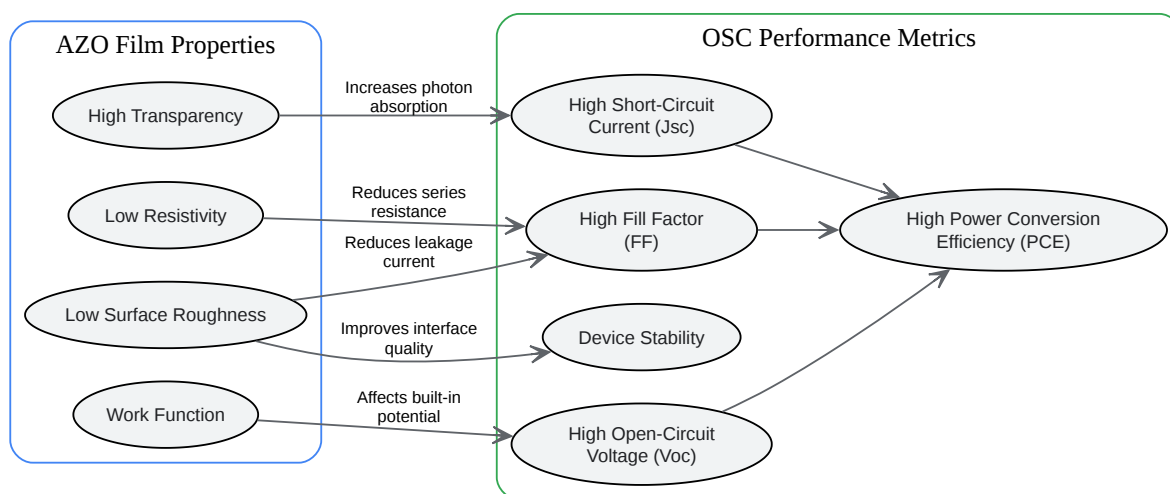 AZO Film Properties
OSC Performance Metrics
High Transparency
Increases photon
absorption
High Short-Circuit
Current (Jsc)
Low Resistivity
Reduces series
resistance
High Fill Factor
(FF)
High Power Conversion
Efficiency (PCE)
Reduces leakage
current
Low Surface Roughness
Improves interface
quality
Device Stability
Work Function
Affects built-in
potential
High Open-Circuit
Voltage (Voc)